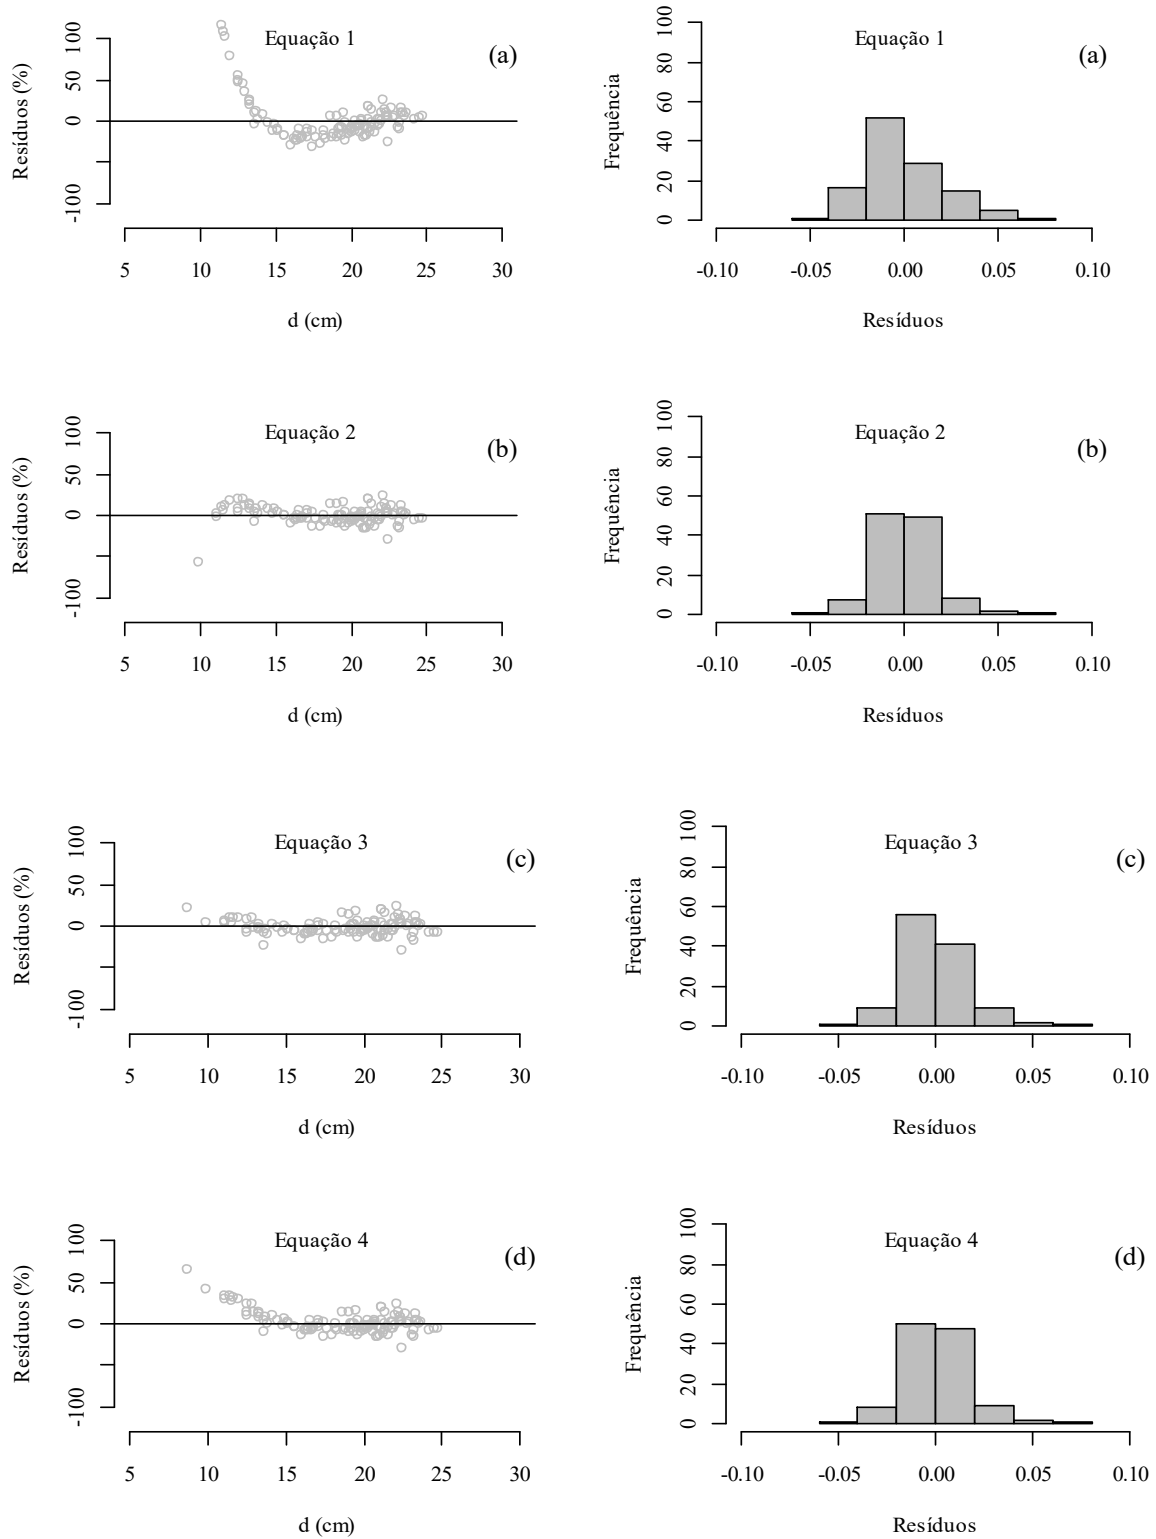 Equação 1
(a)
Resíduos (%)
100
50
0
-100
5 10 15 20 25 30
d (cm)
Equação 1
(a)
Frequência
100
80
60
40
20
0
-0.10 -0.05 0.00 0.05 0.10
Resíduos
Equação 2
(b)
Resíduos (%)
100
50
0
-100
5 10 15 20 25 30
d (cm)
Equação 2
(b)
Frequência
100
80
60
40
20
0
-0.10 -0.05 0.00 0.05 0.10
Resíduos
Equação 3
(c)
Resíduos (%)
100
50
0
-100
5 10 15 20 25 30
d (cm)
Equação 3
(c)
Frequência
100
80
60
40
20
0
-0.10 -0.05 0.00 0.05 0.10
Resíduos
Equação 4
(d)
Resíduos (%)
100
50
0
-100
5 10 15 20 25 30
d (cm)
Equação 4
(d)
Frequência
100
80
60
40
20
0
-0.10 -0.05 0.00 0.05 0.10
Resíduos